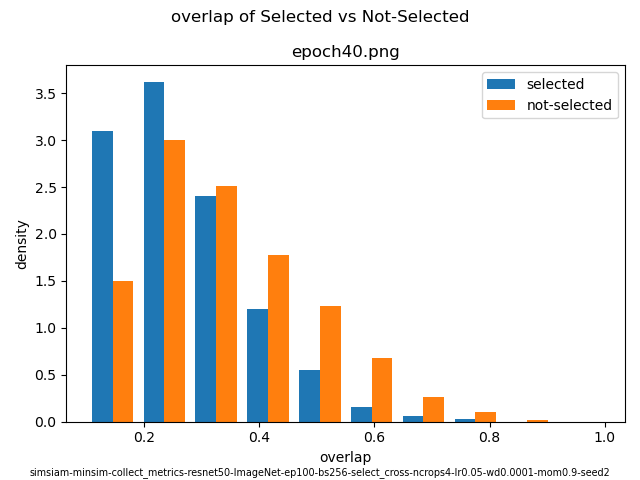 overlap of Selected vs Not-Selected
epoch40.png
selected
not-selected
density
3.5
3.0
2.5
2.0
1.5
1.0
0.5
0.0
0.2
0.4
0.6
0.8
1.0
overlap
simsiam-minsim-collect_metrics-resnet50-ImageNet-ep100-bs256-select_cross-ncrops4-lr0.05-wd0.0001-mom0.9-seed2